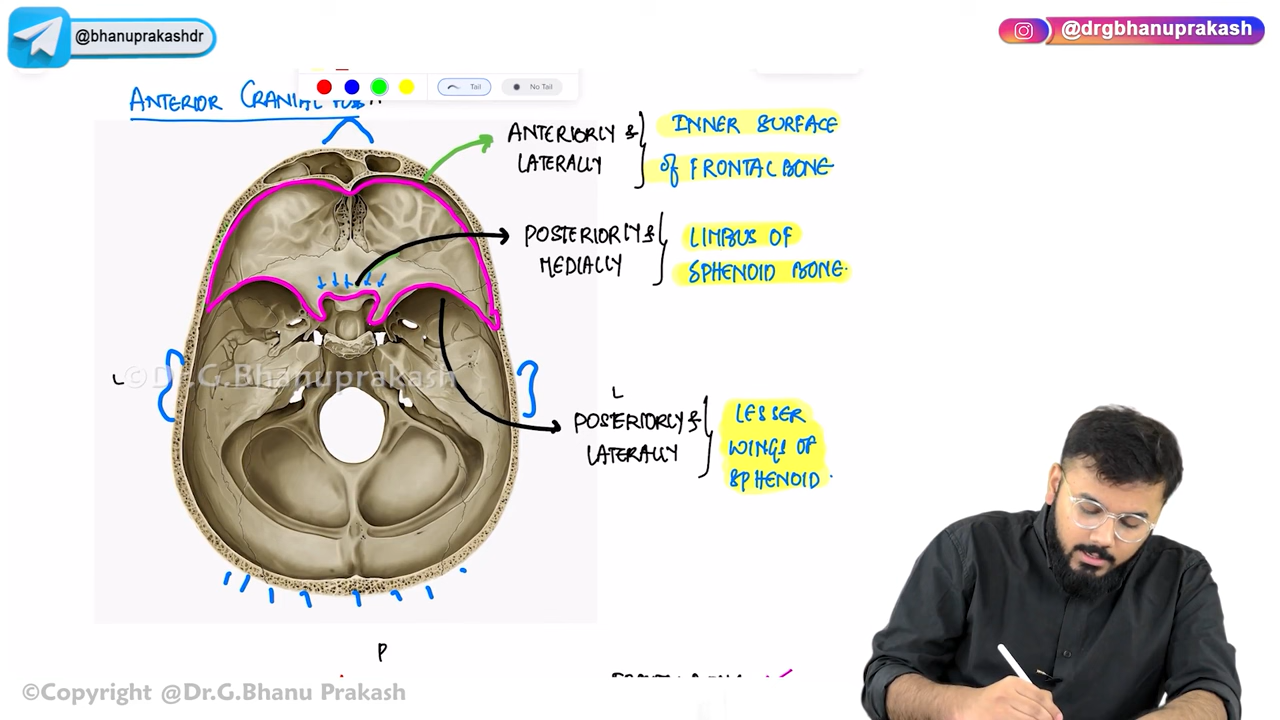 @bhanuprakashdr
@drgbhanuprakash
Tail
No Tail
ANTERIOR CRANIAL
ANTERIORLY &
LATERALLY
INNER SURFACE
of FRONTAL BONE
POSTERIORLY &
MEDIALLY
LIMBUS OF
SPHENOID BONE.
L
©Dr.G.Bhanuprakash
L
POSTERIORLY &
LATERALLY
LESSER
WINGS OF
SPHENOID.
P
©Copyright @Dr.G.Bhanu Prakash